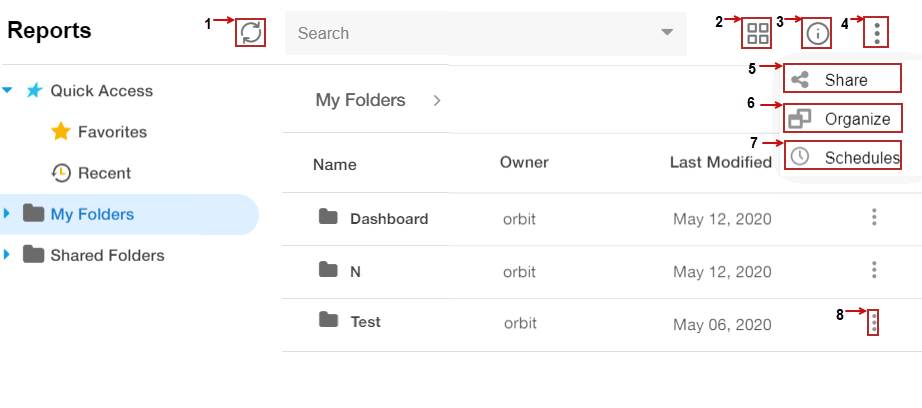 Reports
1
Search
2
3
4
5
Share
6
Organize
7
Schedules
Quick Access
Favorites
Recent
My Folders
Shared Folders
My Folders >
Name Owner Last Modified
Dashboard orbit May 12, 2020
N orbit May 12, 2020
Test orbit May 06, 2020
8